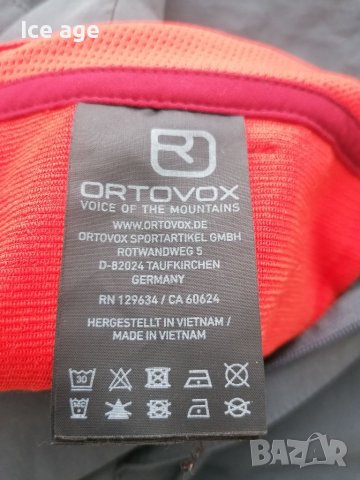 Ice age
R
ORTOVOX
VOICE OF THE MOUNTAINS
WWW.ORTOVOX.DE
ORTOVOX SPORTARTIKEL GMBH
ROTWANDWEG 5
D-82024 TAUFKIRCHEN
GERMANY
RN 129634 / CA 60624
HERGESTELLT IN VIETNAM /
MADE IN VIETNAM
30
BAZAR